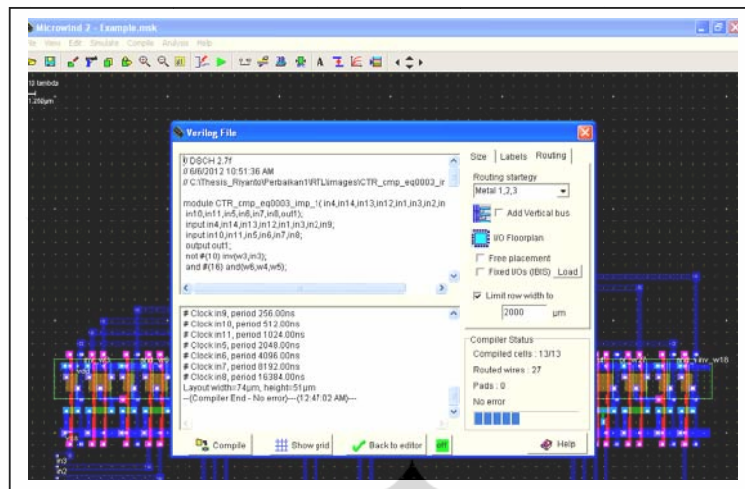 Microwind 2 - Example.msk
File View Edit Simulate Compile Analysis Help
10 lambda
1.250µm
Verilog File
// DSCH 2.7f
// 6/6/2012 10:51:36 AM
// C:\Thesis_Riyanto\Perbaikan1\RTL\images\CTR_cmp_eq0003_ir
module CTR_cmp_eq0003_imp_1( in4,in14,in13,in12,in1,in3,in2,in
in10,in11,in5,in6,in7,in8,out1);
input in4,in14,in13,in12,in1,in3,in2,in9;
input in10,in11,in5,in6,in7,in8;
output out1;
not #(10) inv(w3,in3);
and #(16) and(w6,w4,w5);
# Clock in9, period 256.00ns
# Clock in10, period 512.00ns
# Clock in11, period 1024.00ns
# Clock in5, period 2048.00ns
# Clock in6, period 4096.00ns
# Clock in7, period 8192.00ns
# Clock in8, period 16384.00ns
Layout width=74µm, height=51µm
--(Compiler End - No error)---(12:47:02 AM)---
Size Labels Routing
Routing startegy
Metal 1,2,3
Add Vertical bus
I/O Floorplan
Free placement
Fixed I/Os (IBIS) Load
Limit row width to
2000 µm
Compiler Status
Compiled cells : 13/13
Routed wires : 27
Pads : 0
No error
Compile Show grid Back to editor off Help
inv_w18
in3
in2